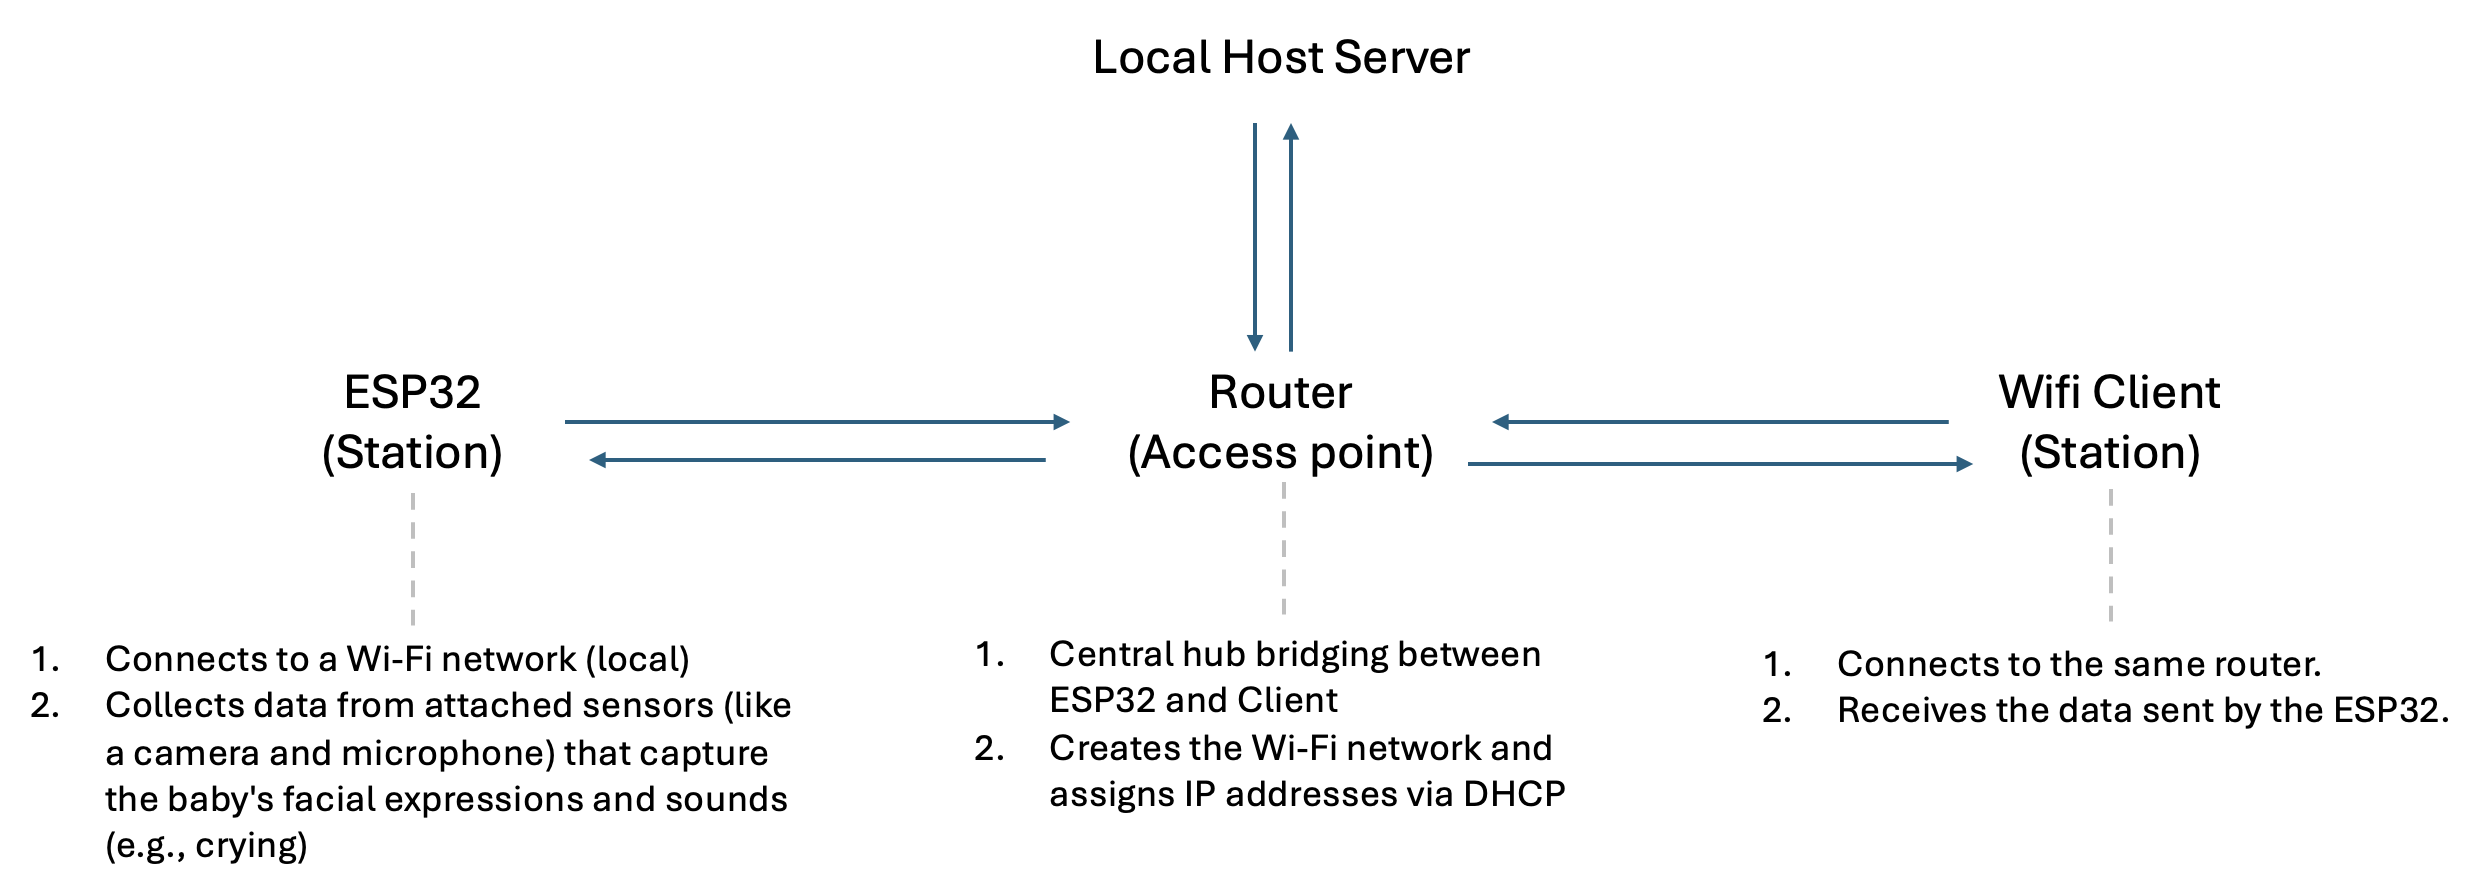 Local Host Server
ESP32
(Station)
Router
(Access point)
Wifi Client
(Station)
1. Connects to a Wi-Fi network (local)
2. Collects data from attached sensors (like
a camera and microphone) that capture
the baby's facial expressions and sounds
(e.g., crying)
1. Central hub bridging between
ESP32 and Client
2. Creates the Wi-Fi network and
assigns IP addresses via DHCP
1. Connects to the same router.
2. Receives the data sent by the ESP32.